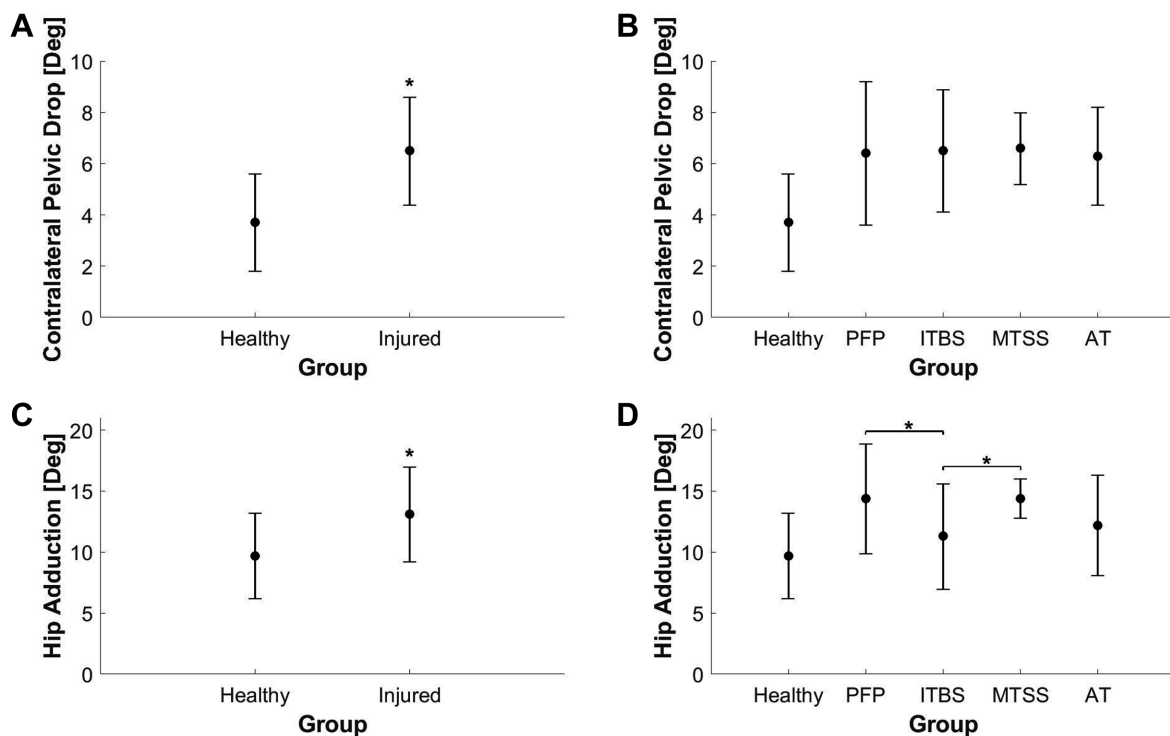 A
Contralateral Pelvic Drop [Deg]
10
8
6
4
2
0
*
Healthy
Injured
Group
B
Contralateral Pelvic Drop [Deg]
10
8
6
4
2
0
Healthy
PFP
ITBS
MTSS
AT
Group
C
Hip Adduction [Deg]
20
15
10
5
0
*
Healthy
Injured
Group
D
Hip Adduction [Deg]
20
15
10
5
0
*
*
Healthy
PFP
ITBS
MTSS
AT
Group